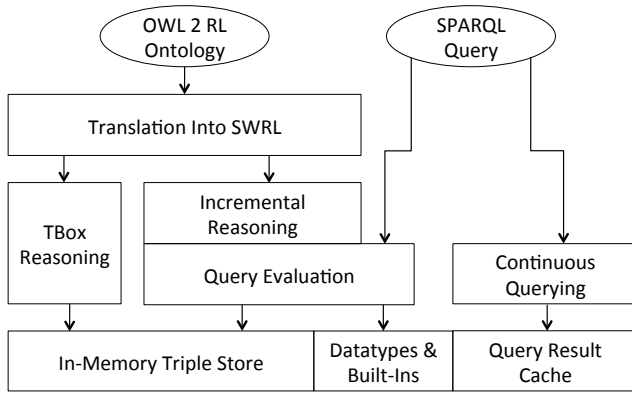 OWL 2 RL
Ontology
SPARQL
Query
Translation Into SWRL
TBox
Reasoning
Incremental
Reasoning
Query Evaluation
Continuous
Querying
In-Memory Triple Store
Datatypes &
Built-Ins
Query Result
Cache